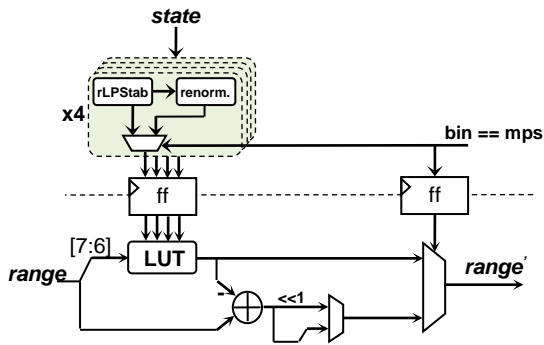 state
rLPStab
renorm.
x4
bin == mps
ff
ff
[7:6]
LUT
range
range'
-
<<1